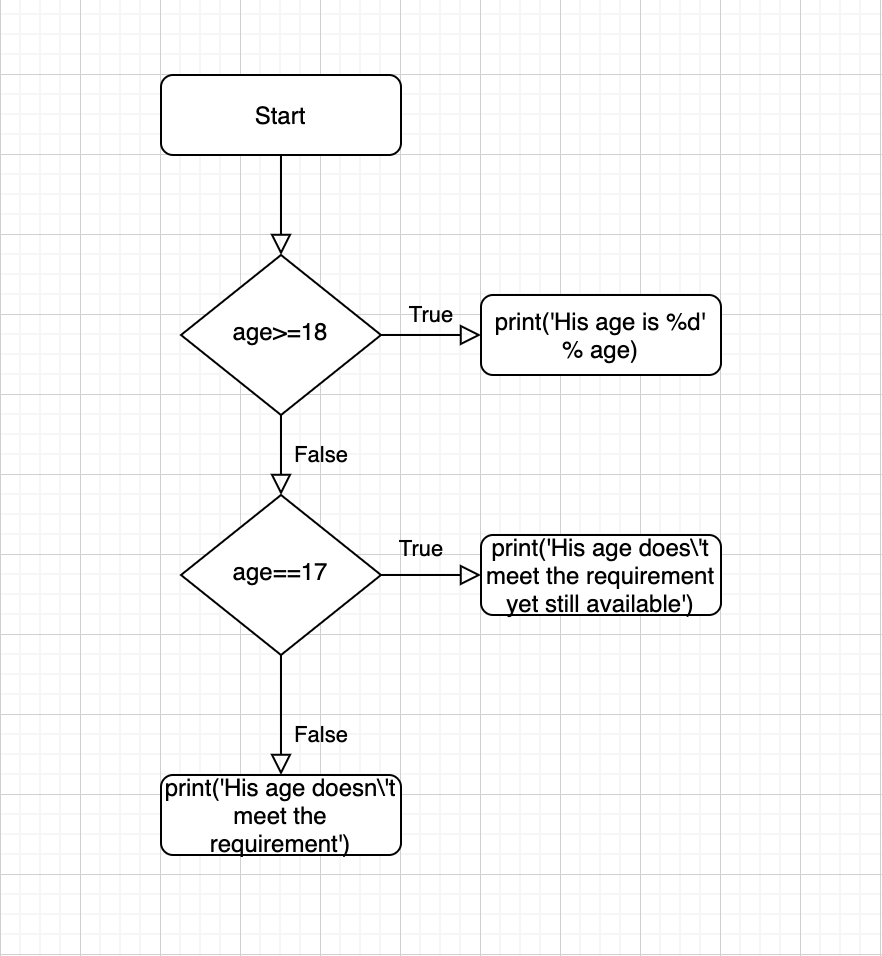 Start
age>=18
True
print('His age is %d'
% age)
False
age==17
True
print('His age does\'t
meet the requirement
yet still available')
False
print('His age doesn\'t
meet the
requirement')